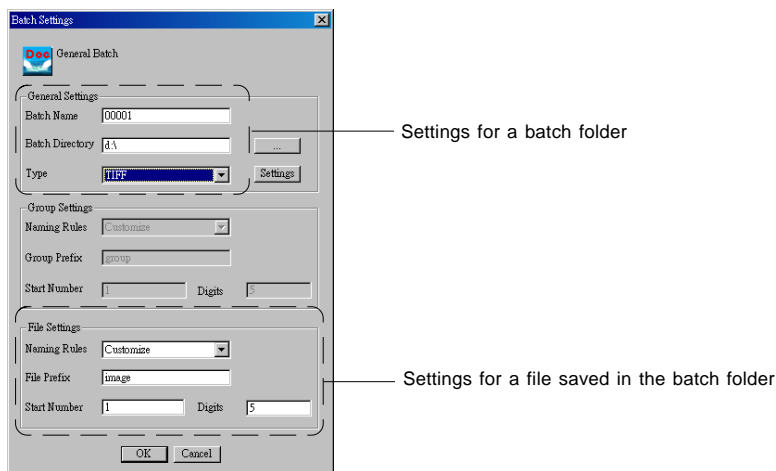 Batch Settings
Doc General Batch
General Settings
Batch Name 00001
Batch Directory d:\ ...
Type TIFF Settings
Group Settings
Naming Rules Customize
Group Prefix group
Start Number 1 Digits 5
File Settings
Naming Rules Customize
File Prefix image
Start Number 1 Digits 5
OK Cancel
Settings for a batch folder
Settings for a file saved in the batch folder